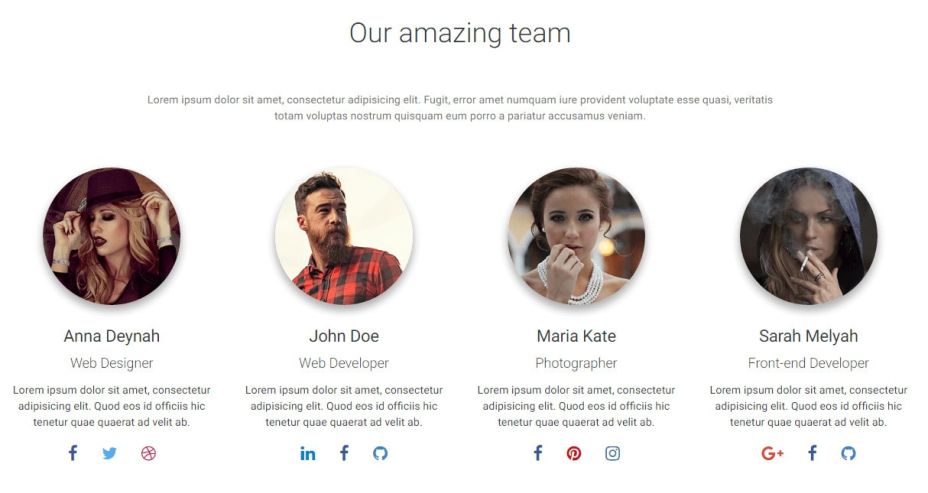 Our amazing team
Lorem ipsum dolor sit amet, consectetur adipisicing elit. Fugit, error amet numquam iure provident voluptate esse quasi, veritatis
totam voluptas nostrum quisquam eum porro a pariatur accusamus veniam.
Anna Deynah
Web Designer
Lorem ipsum dolor sit amet, consectetur
adipisicing elit. Quod eos id officiis hic
tenetur quae quaerat ad velit ab.
John Doe
Web Developer
Lorem ipsum dolor sit amet, consectetur
adipisicing elit. Quod eos id officiis hic
tenetur quae quaerat ad velit ab.
Maria Kate
Photographer
Lorem ipsum dolor sit amet, consectetur
adipisicing elit. Quod eos id officiis hic
tenetur quae quaerat ad velit ab.
Sarah Melyah
Front-end Developer
Lorem ipsum dolor sit amet, consectetur
adipisicing elit. Quod eos id officiis hic
tenetur quae quaerat ad velit ab.